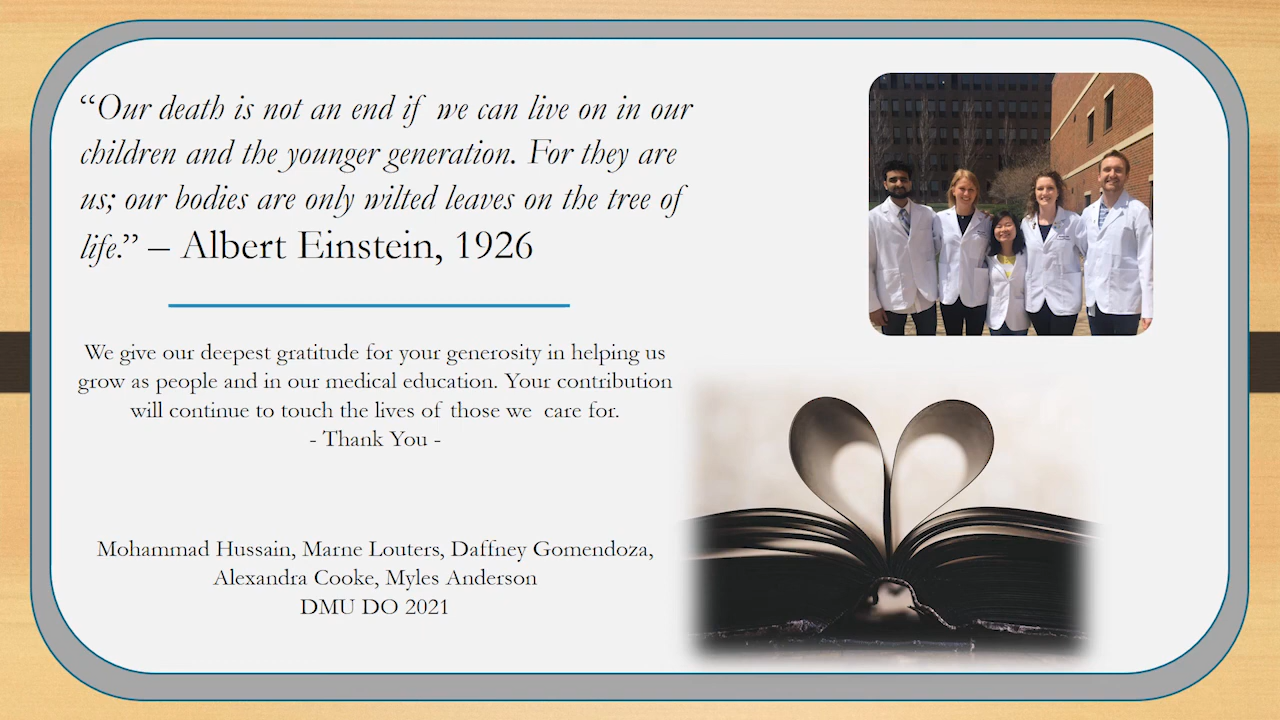 “Our death is not an end if we can live on in our
children and the younger generation. For they are
us; our bodies are only wilted leaves on the tree of
life.” – Albert Einstein, 1926
We give our deepest gratitude for your generosity in helping us
grow as people and in our medical education. Your contribution
will continue to touch the lives of those we care for.
- Thank You -
Mohammad Hussain, Marne Louters, Daffney Gomendoza,
Alexandra Cooke, Myles Anderson
DMU DO 2021